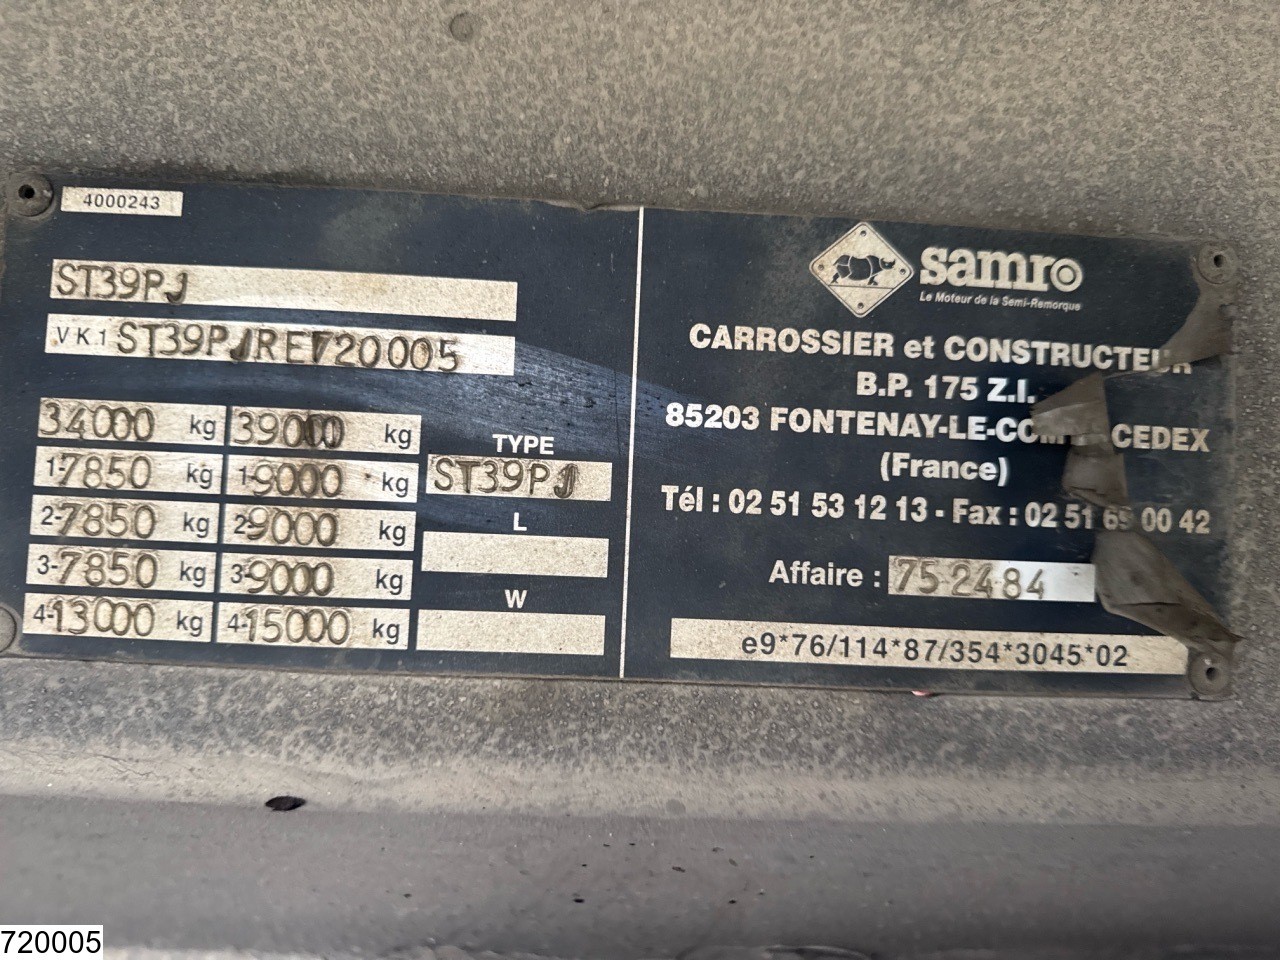 4000243
ST39PJ
VK1ST39PJRE720005
34000 kg 39000 kg
1-7850 kg 1-9000 kg
2-7850 kg 2-9000 kg
3-7850 kg 3-9000 kg
4-13000 kg 4-15000 kg
TYPE
ST39PJ
L
W
samro
Le Moteur de la Semi-Remorque
CARROSSIER et CONSTRUCTEUR
B.P. 175 Z.I.
85203 FONTENAY-LE- CEDEX
(France)
Tél : 02 51 53 12 13 - Fax : 02 51 69 00 42
Affaire : 752484
e9*76/114*87/354*3045*02
720005